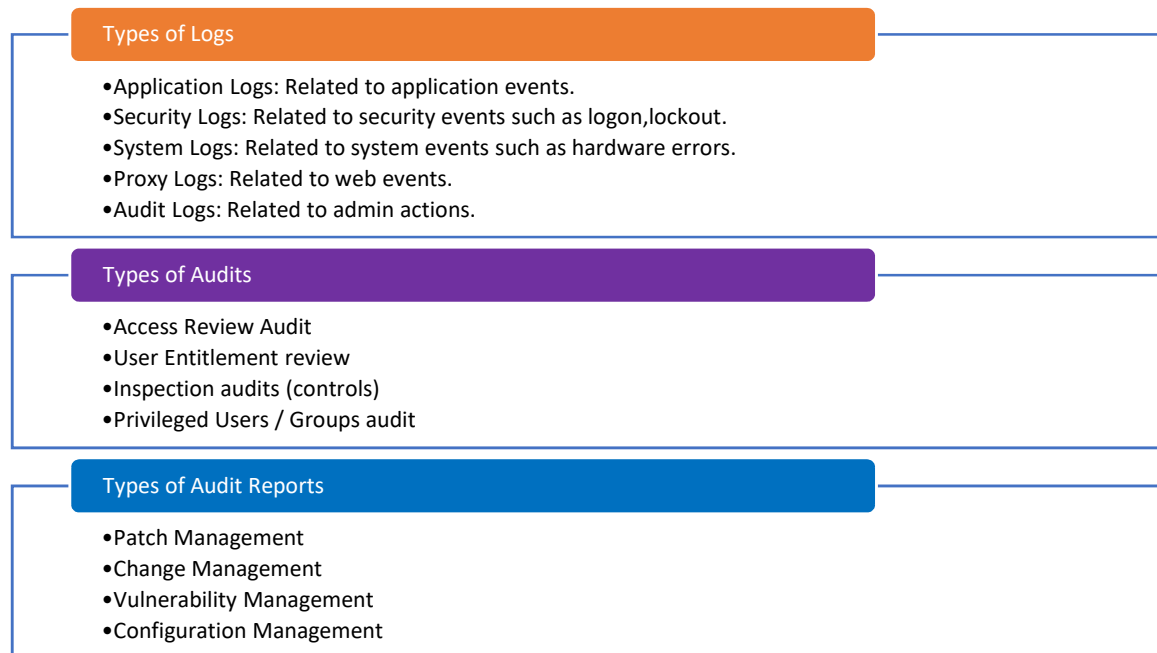 Types of Logs
•Application Logs: Related to application events.
•Security Logs: Related to security events such as logon,lockout.
•System Logs: Related to system events such as hardware errors.
•Proxy Logs: Related to web events.
•Audit Logs: Related to admin actions.
Types of Audits
•Access Review Audit
•User Entitlement review
•Inspection audits (controls)
•Privileged Users / Groups audit
Types of Audit Reports
•Patch Management
•Change Management
•Vulnerability Management
•Configuration Management